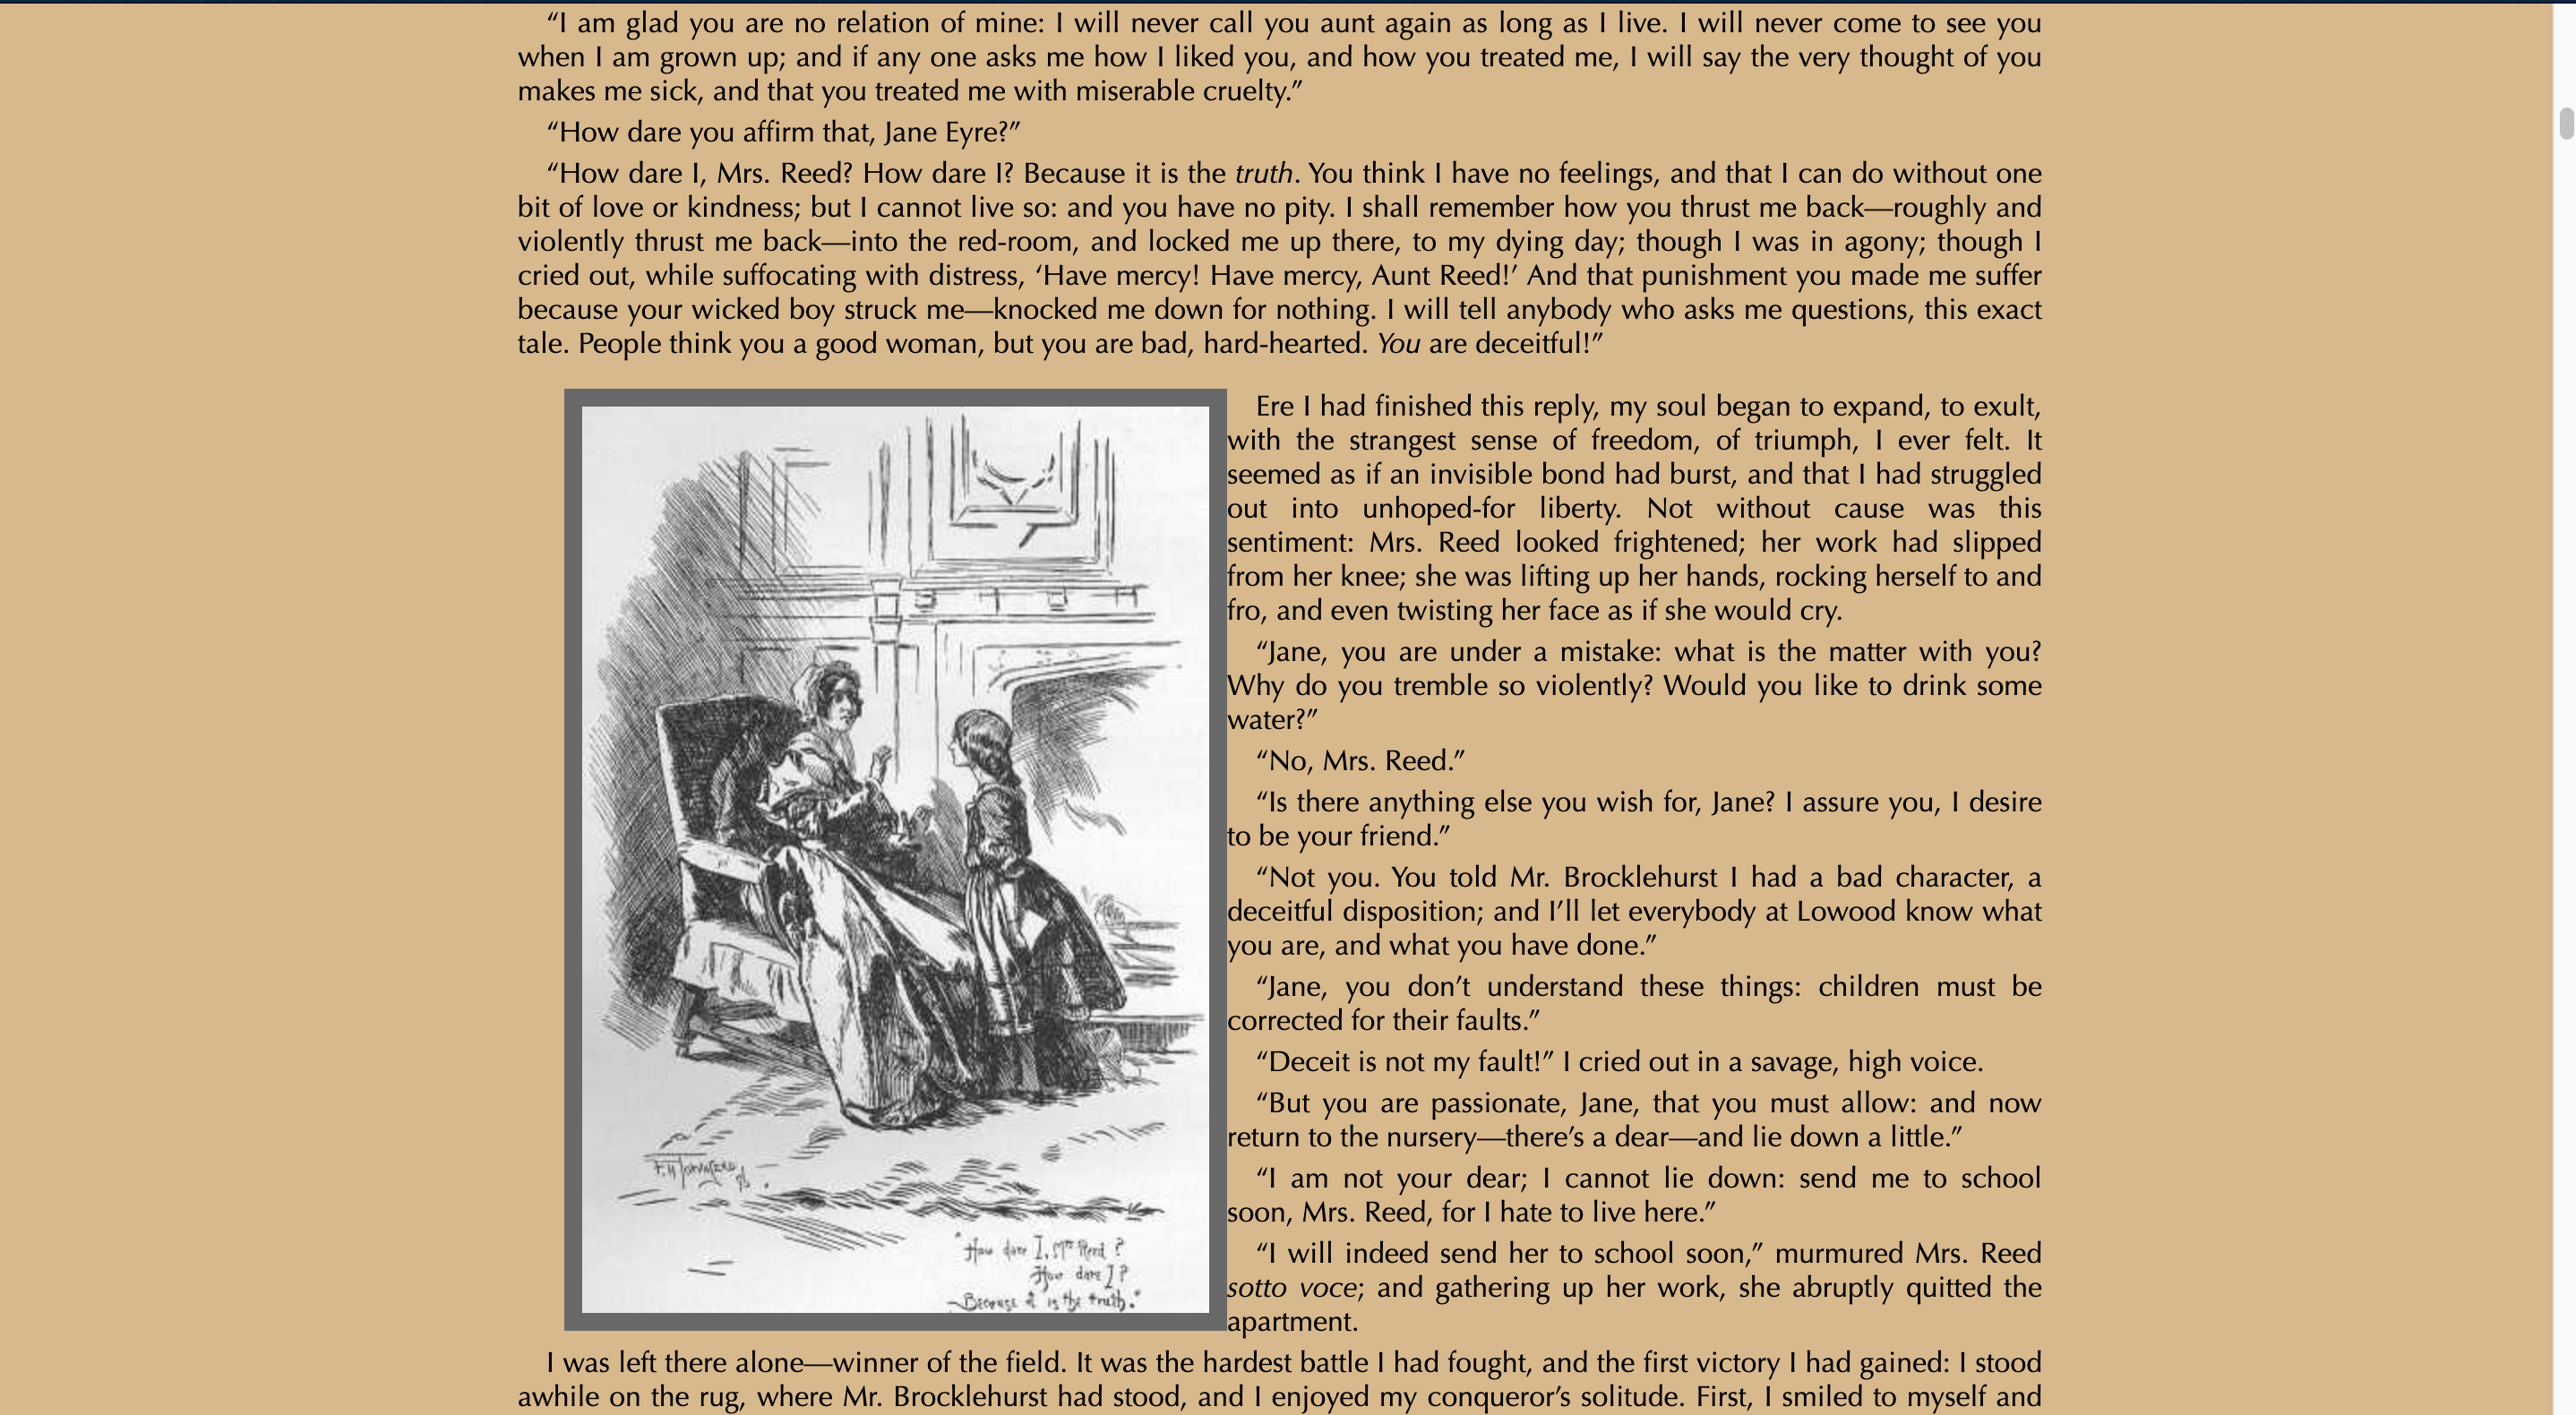 “I am glad you are no relation of mine: I will never call you aunt again as long as I live. I will never come to see you
when I am grown up; and if any one asks me how I liked you, and how you treated me, I will say the very thought of you
makes me sick, and that you treated me with miserable cruelty.”
“How dare you affirm that, Jane Eyre?”
“How dare I, Mrs. Reed? How dare I? Because it is the truth. You think I have no feelings, and that I can do without one
bit of love or kindness; but I cannot live so: and you have no pity. I shall remember how you thrust me back—roughly and
violently thrust me back—into the red-room, and locked me up there, to my dying day; though I was in agony; though I
cried out, while suffocating with distress, ‘Have mercy! Have mercy, Aunt Reed!’ And that punishment you made me suffer
because your wicked boy struck me—knocked me down for nothing. I will tell anybody who asks me questions, this exact
tale. People think you a good woman, but you are bad, hard-hearted. You are deceitful!”
F. H. Townsend
“How dare I, Mrs Reed?
How dare I?
—Because it is the truth.”
Ere I had finished this reply, my soul began to expand, to exult,
with the strangest sense of freedom, of triumph, I ever felt. It
seemed as if an invisible bond had burst, and that I had struggled
out into unhoped-for liberty. Not without cause was this
sentiment: Mrs. Reed looked frightened; her work had slipped
from her knee; she was lifting up her hands, rocking herself to and
fro, and even twisting her face as if she would cry.
“Jane, you are under a mistake: what is the matter with you?
Why do you tremble so violently? Would you like to drink some
water?”
“No, Mrs. Reed.”
“Is there anything else you wish for, Jane? I assure you, I desire
to be your friend.”
“Not you. You told Mr. Brocklehurst I had a bad character, a
deceitful disposition; and I’ll let everybody at Lowood know what
you are, and what you have done.”
“Jane, you don’t understand these things: children must be
corrected for their faults.”
“Deceit is not my fault!” I cried out in a savage, high voice.
“But you are passionate, Jane, that you must allow: and now
return to the nursery—there’s a dear—and lie down a little.”
“I am not your dear; I cannot lie down: send me to school
soon, Mrs. Reed, for I hate to live here.”
“I will indeed send her to school soon,” murmured Mrs. Reed
sotto voce; and gathering up her work, she abruptly quitted the
apartment.
I was left there alone—winner of the field. It was the hardest battle I had fought, and the first victory I had gained: I stood
awhile on the rug, where Mr. Brocklehurst had stood, and I enjoyed my conqueror’s solitude. First, I smiled to myself and